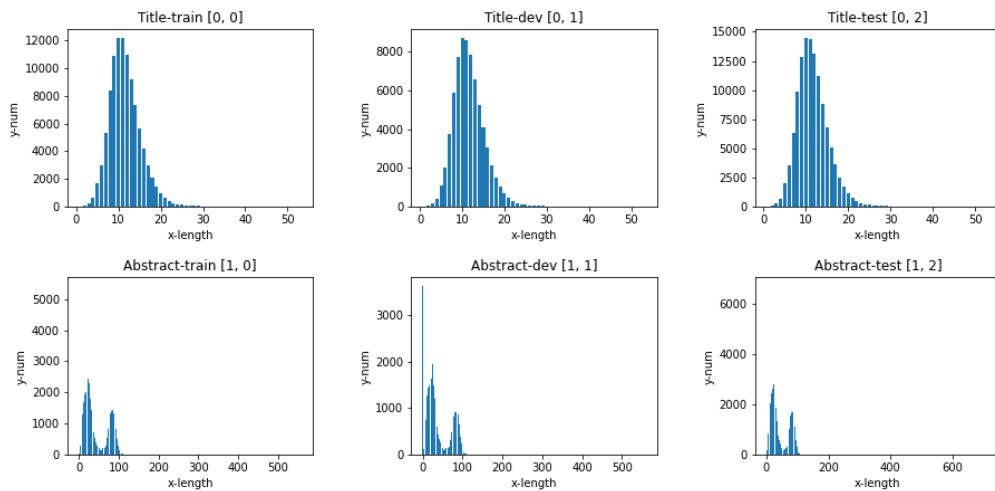 Title-train [0, 0]
12000
10000
8000
6000
4000
2000
0
y-num
0 10 20 30 40 50
x-length
Title-dev [0, 1]
8000
6000
4000
2000
0
y-num
0 10 20 30 40 50
x-length
Title-test [0, 2]
15000
12500
10000
7500
5000
2500
0
y-num
0 10 20 30 40 50
x-length
Abstract-train [1, 0]
5000
4000
3000
2000
1000
0
y-num
0 100 200 300 400 500
x-length
Abstract-dev [1, 1]
3000
2000
1000
0
y-num
0 100 200 300 400 500
x-length
Abstract-test [1, 2]
6000
4000
2000
0
y-num
0 200 400 600
x-length